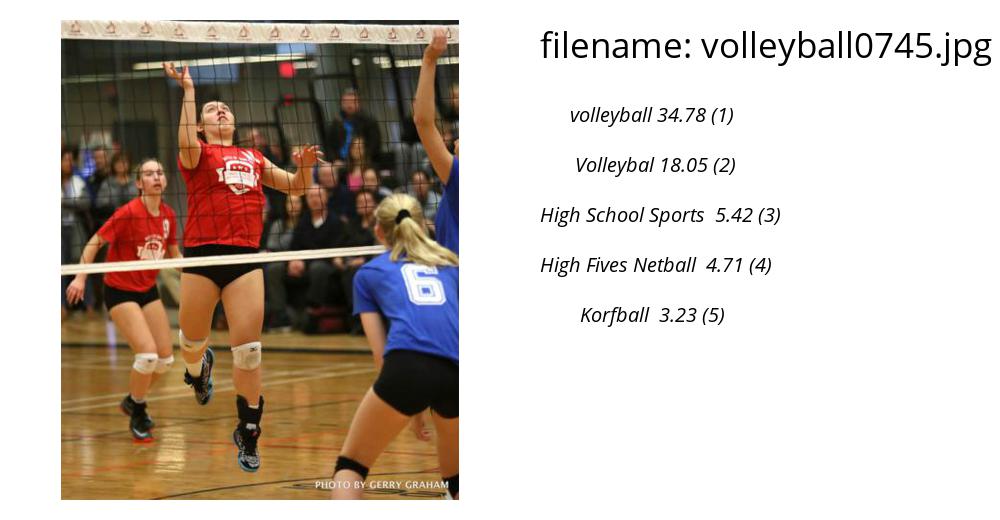 filename: volleyball0745.jpg
volleyball 34.78 (1)
Volleybal 18.05 (2)
High School Sports 5.42 (3)
High Fives Netball 4.71 (4)
Korfball 3.23 (5)
6
PHOTO BY GERRY GRAHAM